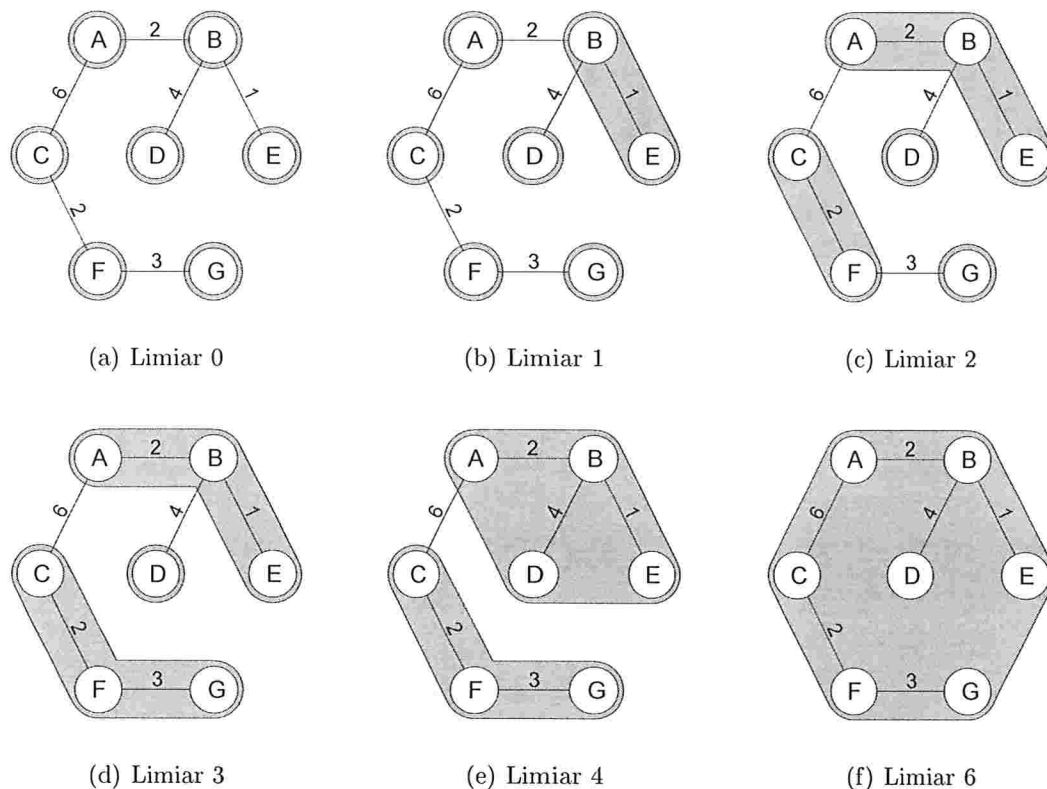 A 2 B
6 4 1
C D E
2
F 3 G
(a) Limiar 0
A 2 B
6 4 1
C D E
2
F 3 G
(b) Limiar 1
A 2 B
6 4 1
C D E
2
F 3 G
(c) Limiar 2
A 2 B
6 4 1
C D E
2
F 3 G
(d) Limiar 3
A 2 B
6 4 1
C D E
2
F 3 G
(e) Limiar 4
A 2 B
6 4 1
C D E
2
F 3 G
(f) Limiar 6